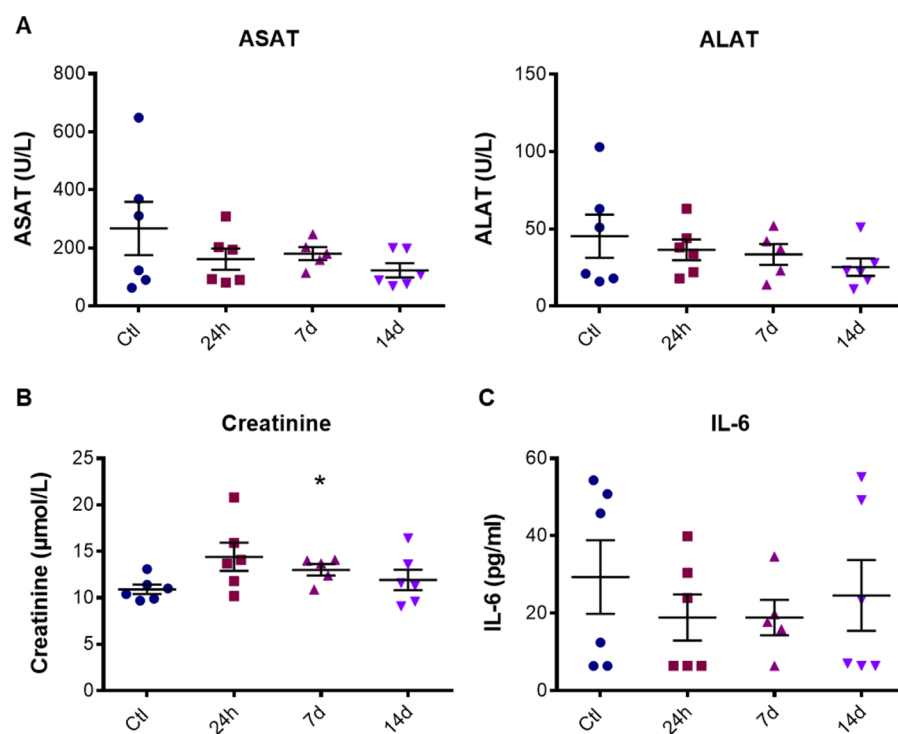 A
ASAT
ALAT
800
600
400
200
0
ASAT (U/L)
Ctl
24h
7d
14d
150
100
50
0
ALAT (U/L)
Ctl
24h
7d
14d
B
C
Creatinine
IL-6
25
20
15
10
5
0
Creatinine (µmol/L)
*
Ctl
24h
7d
14d
60
40
20
0
IL-6 (pg/ml)
Ctl
24h
7d
14d